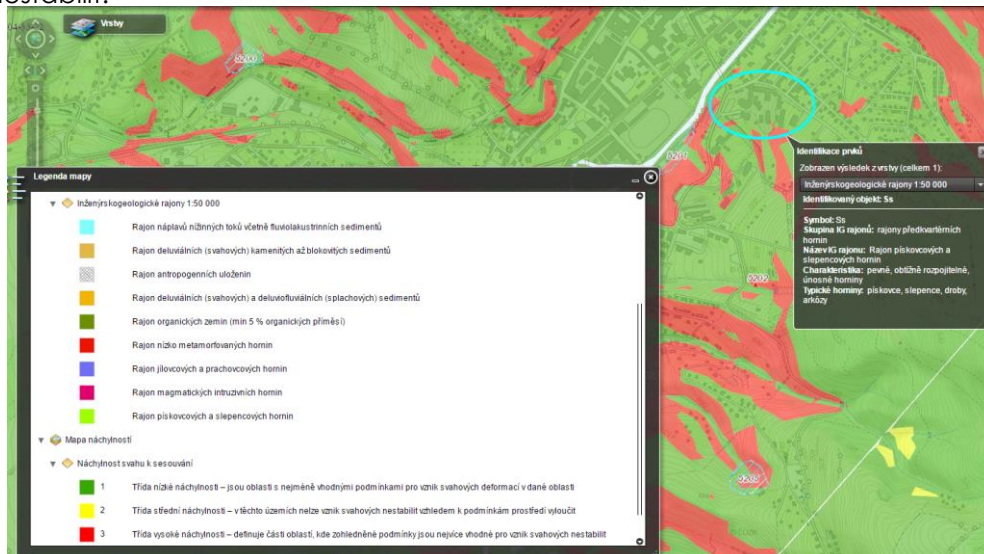 Vrstvy
5200
5201
Identifikace prvků
Zobrazen výsledek z vrstvy (celkem 1):
Inženýrskogeologické rajony 1:50 000
Identifikovaný objekt: Ss
Symbol: Ss
Skupina IG rajonů: rajony předkvartérních
hornin
Název IG rajonu: Rajon pískovcových a
slepencových hornin
Charakteristika: pevné, obtížně rozpojitelné,
únosné horniny
Typické horniny: pískovce, slepence, droby,
arkózy
5202
5203
Legenda mapy
Inženýrskogeologické rajony 1:50 000
Rajon náplavů nížinných toků včetně fluviolakustrinních sedimentů
Rajon deluviálních (svahových) kamenitých až blokovitých sedimentů
Rajon antropogenních uloženin
Rajon deluviálních (svahových) a deluviofluviálních (splachových) sedimentů
Rajon organických zemin (min 5 % organických příměsí)
Rajon nízko metamorfovaných hornin
Rajon jílovcových a prachovcových hornin
Rajon magmatických intruzivních hornin
Rajon pískovcových a slepencových hornin
Mapa náchylností
Náchylnost svahu k sesouvání
1 Třída nízké náchylnosti – jsou oblasti s nejméně vhodnými podmínkami pro vznik svahových deformací v dané oblasti
2 Třída střední náchylnosti – v těchto územích nelze vznik svahových nestabilit vzhledem k podmínkám prostředí vyloučit
3 Třída vysoké náchylnosti – definuje části oblastí, kde zohledněné podmínky jsou nejvíce vhodné pro vznik svahových nestabilit